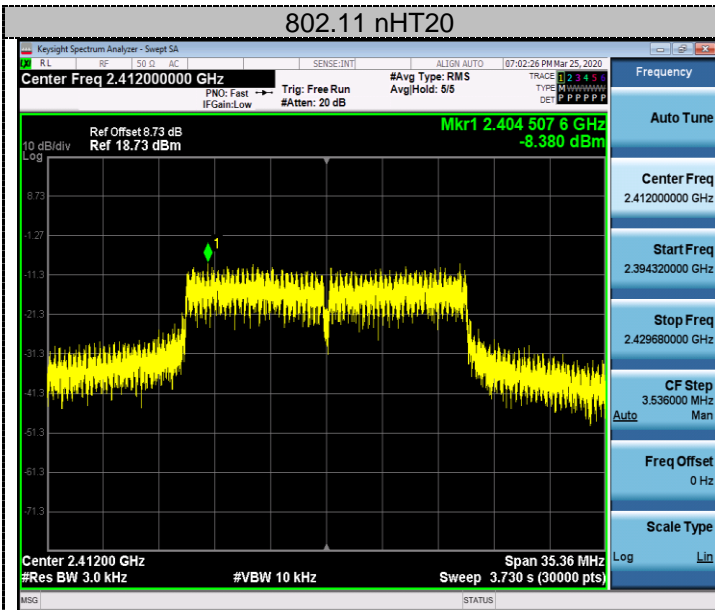 802.11 nHT20
Keysight Spectrum Analyzer - Swept SA
RL RF 50 Ω AC SENSE:INT ALIGN AUTO 07:02:26 PM Mar 25, 2020
Center Freq 2.412000000 GHz
PNO: Fast
IFGain:Low
Trig: Free Run
#Atten: 20 dB
#Avg Type: RMS
Avg|Hold: 5/5
TRACE 1 2 3 4 5 6
TYPE M WWWWW
DET P P P P P P
Frequency
Ref Offset 8.73 dB
10 dB/div Ref 18.73 dBm
Log
Mkr1 2.404 507 6 GHz
-8.380 dBm
8.73
-1.27
-11.3
-21.3
-31.3
-41.3
-51.3
-61.3
-71.3
1
Center 2.41200 GHz
#Res BW 3.0 kHz
#VBW 10 kHz
Span 35.36 MHz
Sweep 3.730 s (30000 pts)
Auto Tune
Center Freq
2.412000000 GHz
Start Freq
2.394320000 GHz
Stop Freq
2.429680000 GHz
CF Step
3.536000 MHz
Auto Man
Freq Offset
0 Hz
Scale Type
Log Lin
MSG STATUS